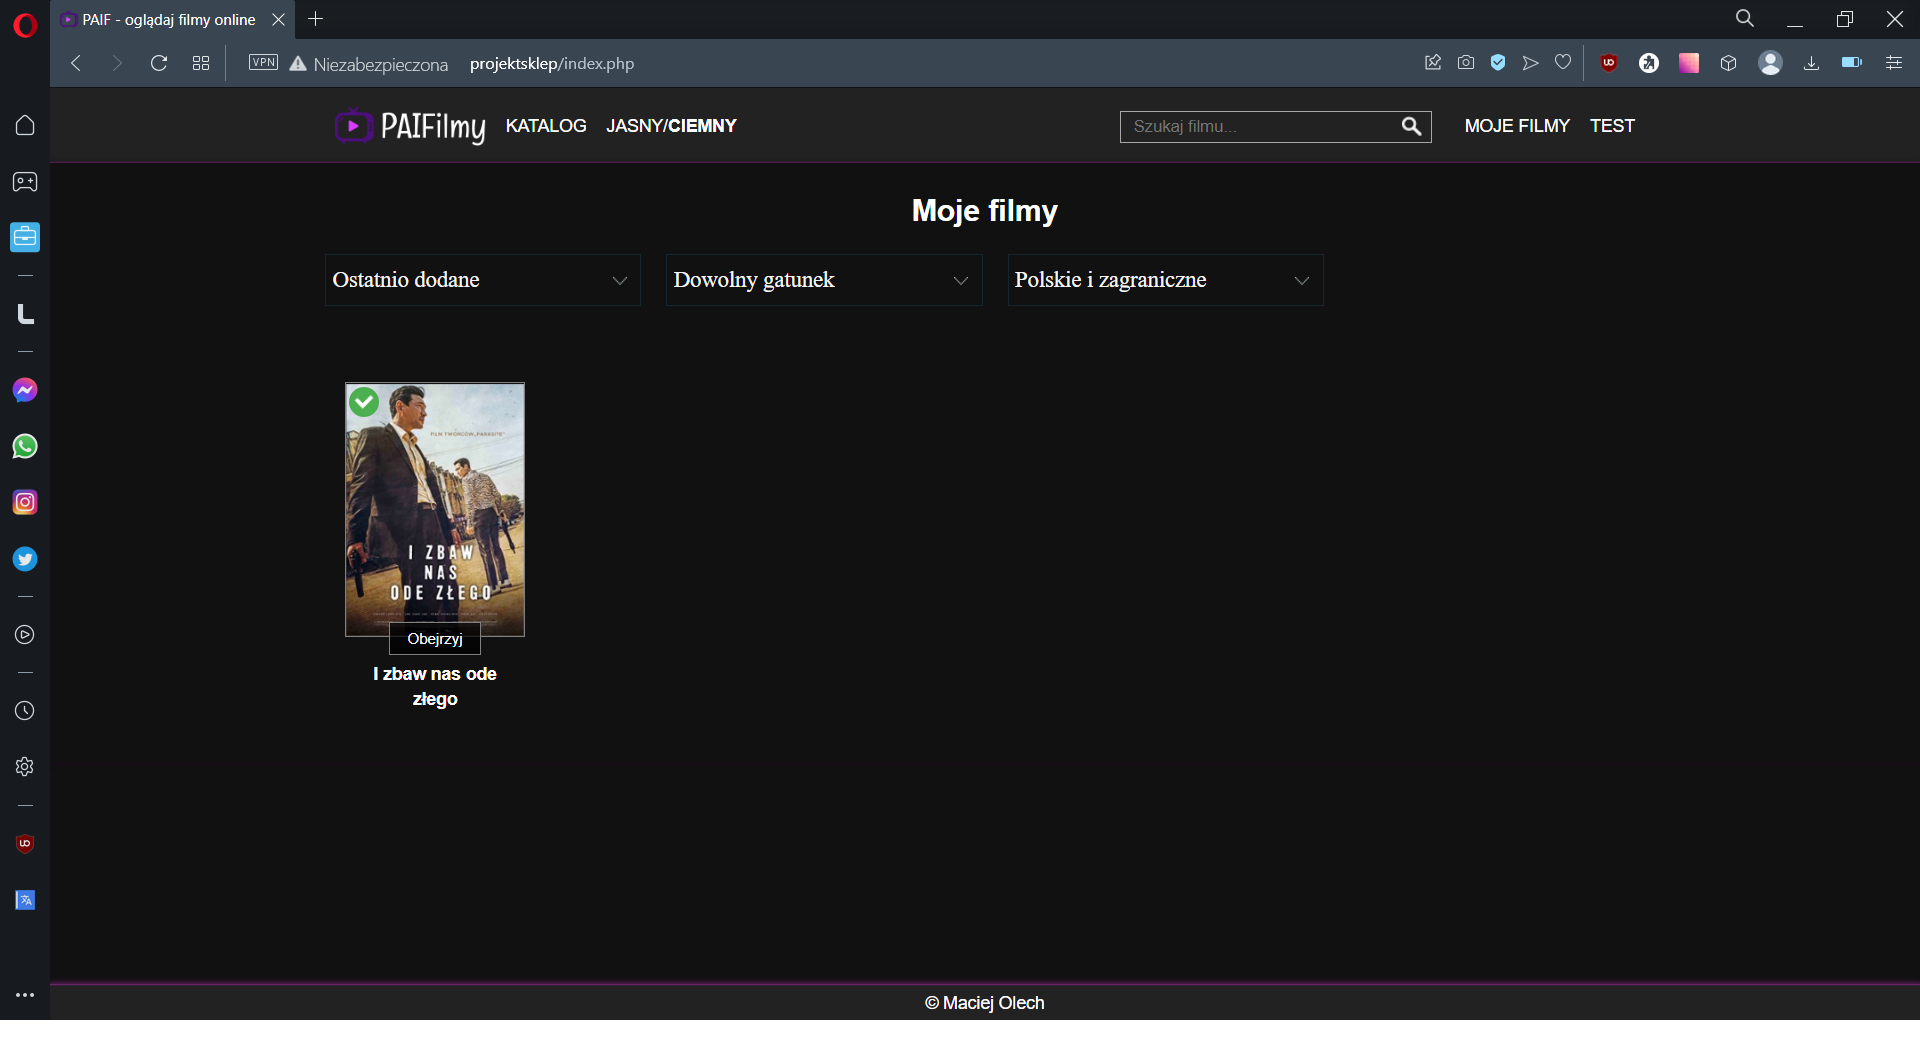 PAIF - oglądaj filmy online
VPN Niezabezpieczona projektsklep/index.php
PAIFilmy KATALOG JASNY/CIEMNY Szukaj filmu... MOJE FILMY TEST
Moje filmy
Ostatnio dodane Dowolny gatunek Polskie i zagraniczne
FILM TWÓRCÓW „PARASITE”
I ZBAW
NAS
ODE ZŁEGO
Obejrzyj
I zbaw nas ode
złego
© Maciej Olech